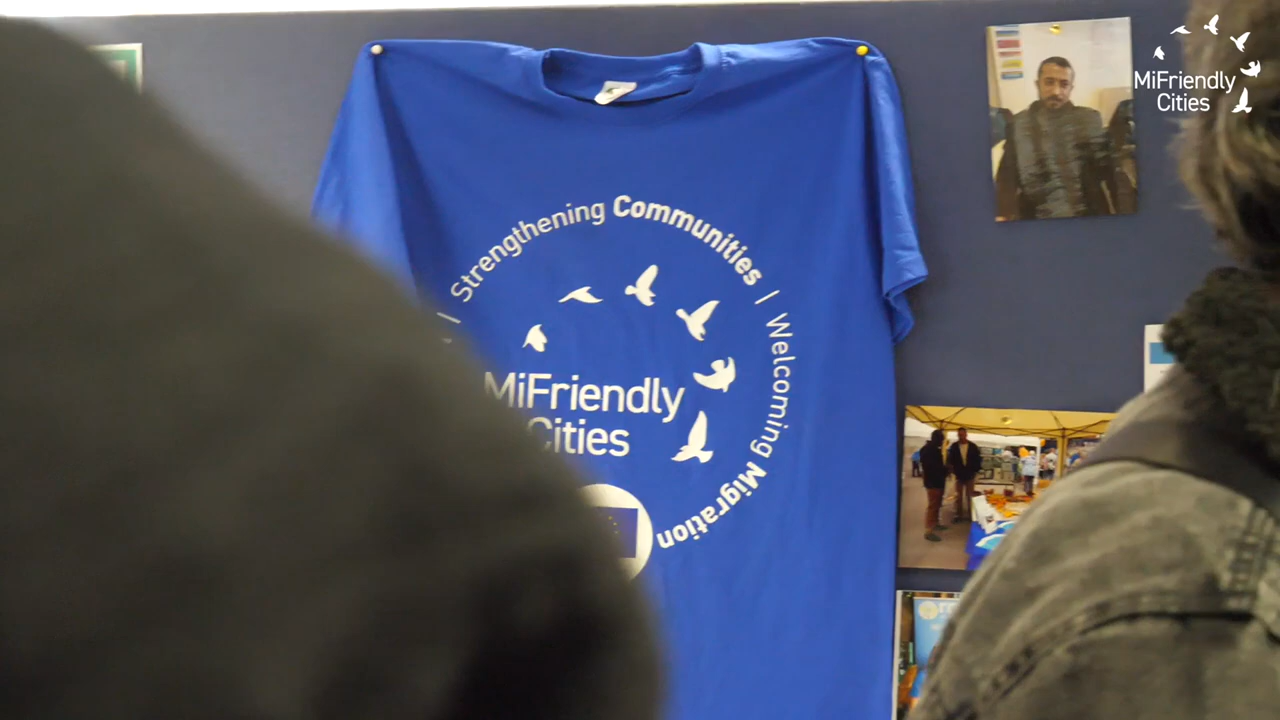 Strengthening Communities | Welcoming Migration
MiFriendly
Cities
MiFriendly
Cities